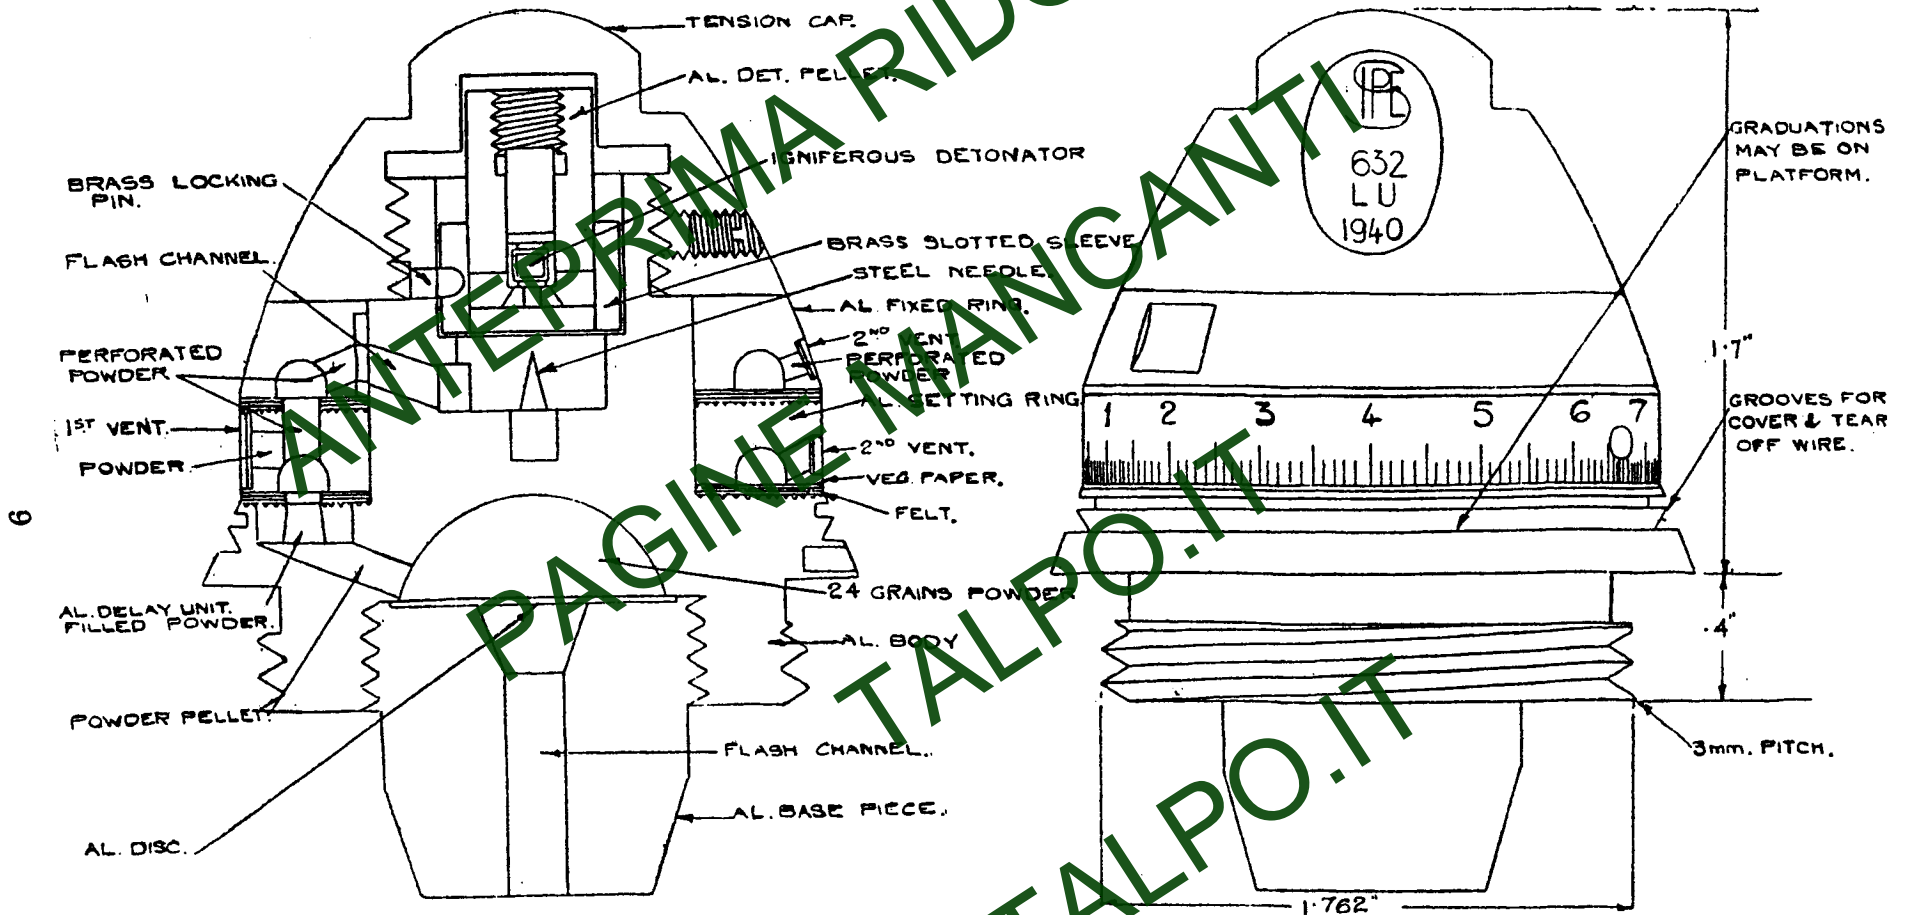 TENSION CAP.
AL. DET. PELLET.
IGNIFEROUS DETONATOR
BRASS LOCKING
PIN.
FLASH CHANNEL.
BRASS SLOTTED SLEEVE
STEEL NEEDLE.
AL. FIXED RING.
2ND VENT
PERFORATED
POWDER
PERFORATED
POWDER
AL. SETTING RING
1ST VENT.
POWDER.
2ND VENT.
VEG. PAPER.
FELT.
9
24 GRAINS POWDER
AL. DELAY UNIT.
FILLED POWDER.
AL. BODY
POWDER PELLET.
FLASH CHANNEL.
AL. BASE PIECE.
AL. DISC.
632
LU
1940
GRADUATIONS
MAY BE ON
PLATFORM.
1.7"
1 2 3 4 5 6 7
GROOVES FOR
COVER & TEAR
OFF WIRE.
.4"
3mm. PITCH.
1.762"
ANTEPRIMA
PAGINE MANCANTI
TALPO.IT
TALPO.IT